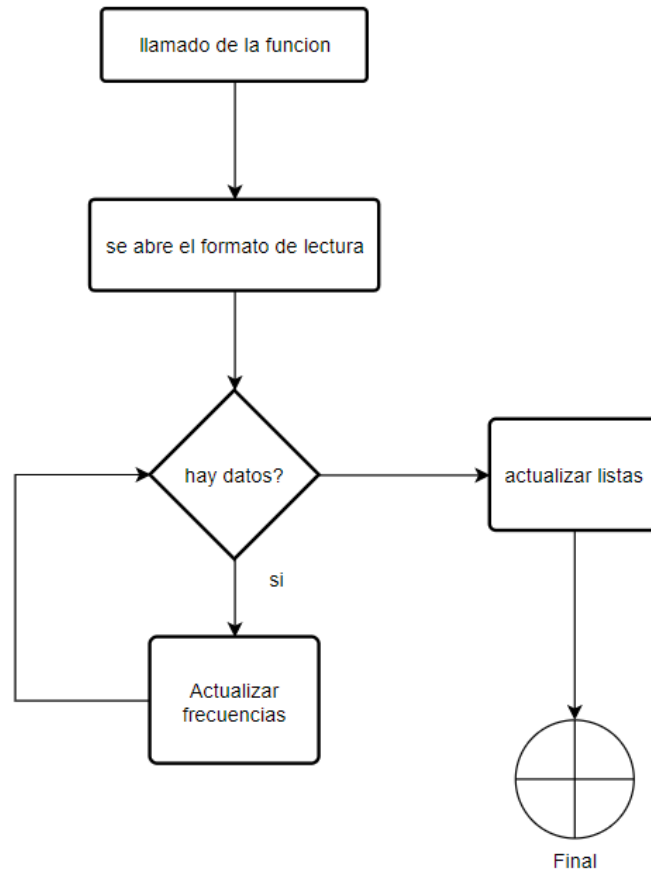 llamado de la funcion
se abre el formato de lectura
hay datos?
actualizar listas
si
Actualizar
frecuencias
Final